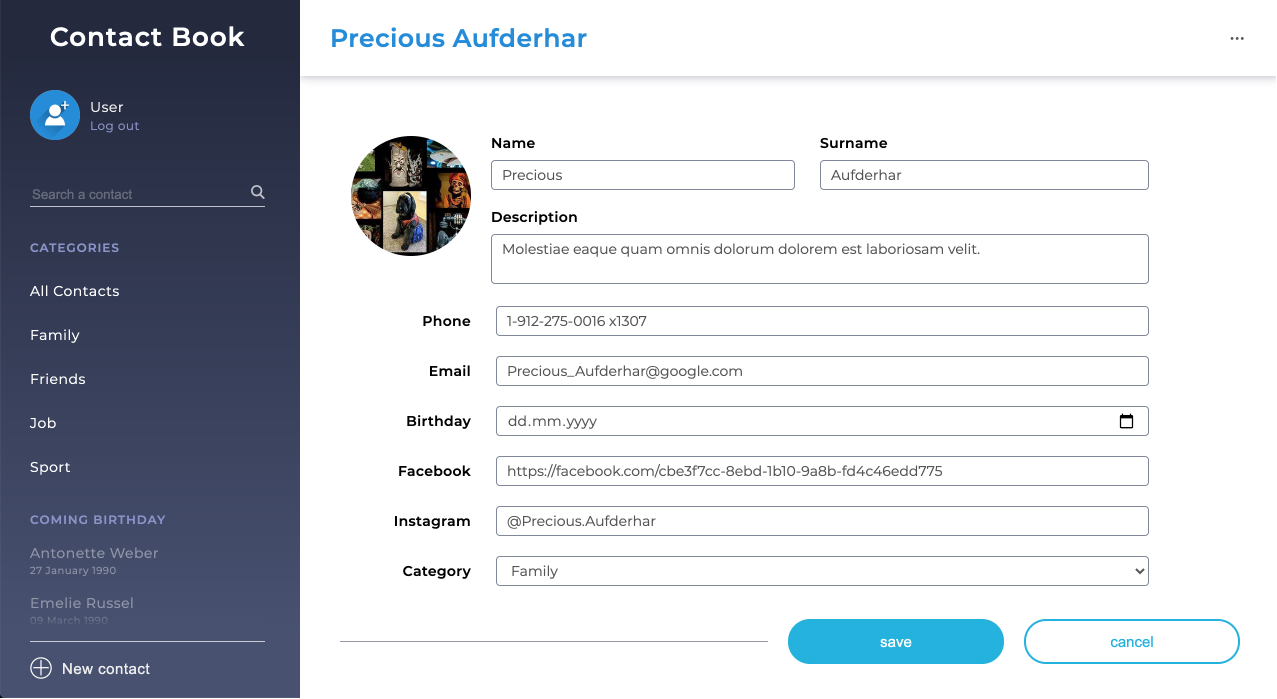 Contact Book
User
Log out
Search a contact
CATEGORIES
All Contacts
Family
Friends
Job
Sport
COMING BIRTHDAY
Antonette Weber
27 January 1990
Emelie Russel
09 March 1990
New contact
Precious Aufderhar
...
Name
Surname
Precious
Aufderhar
Description
Molestiae eaque quam omnis dolorum dolorem est laboriosam velit.
Phone
1-912-275-0016 x1307
Email
Precious_Aufderhar@google.com
Birthday
dd.mm.yyyy
Facebook
https://facebook.com/cbe3f7cc-8ebd-1b10-9a8b-fd4c46edd775
Instagram
@Precious.Aufderhar
Category
Family
save
cancel